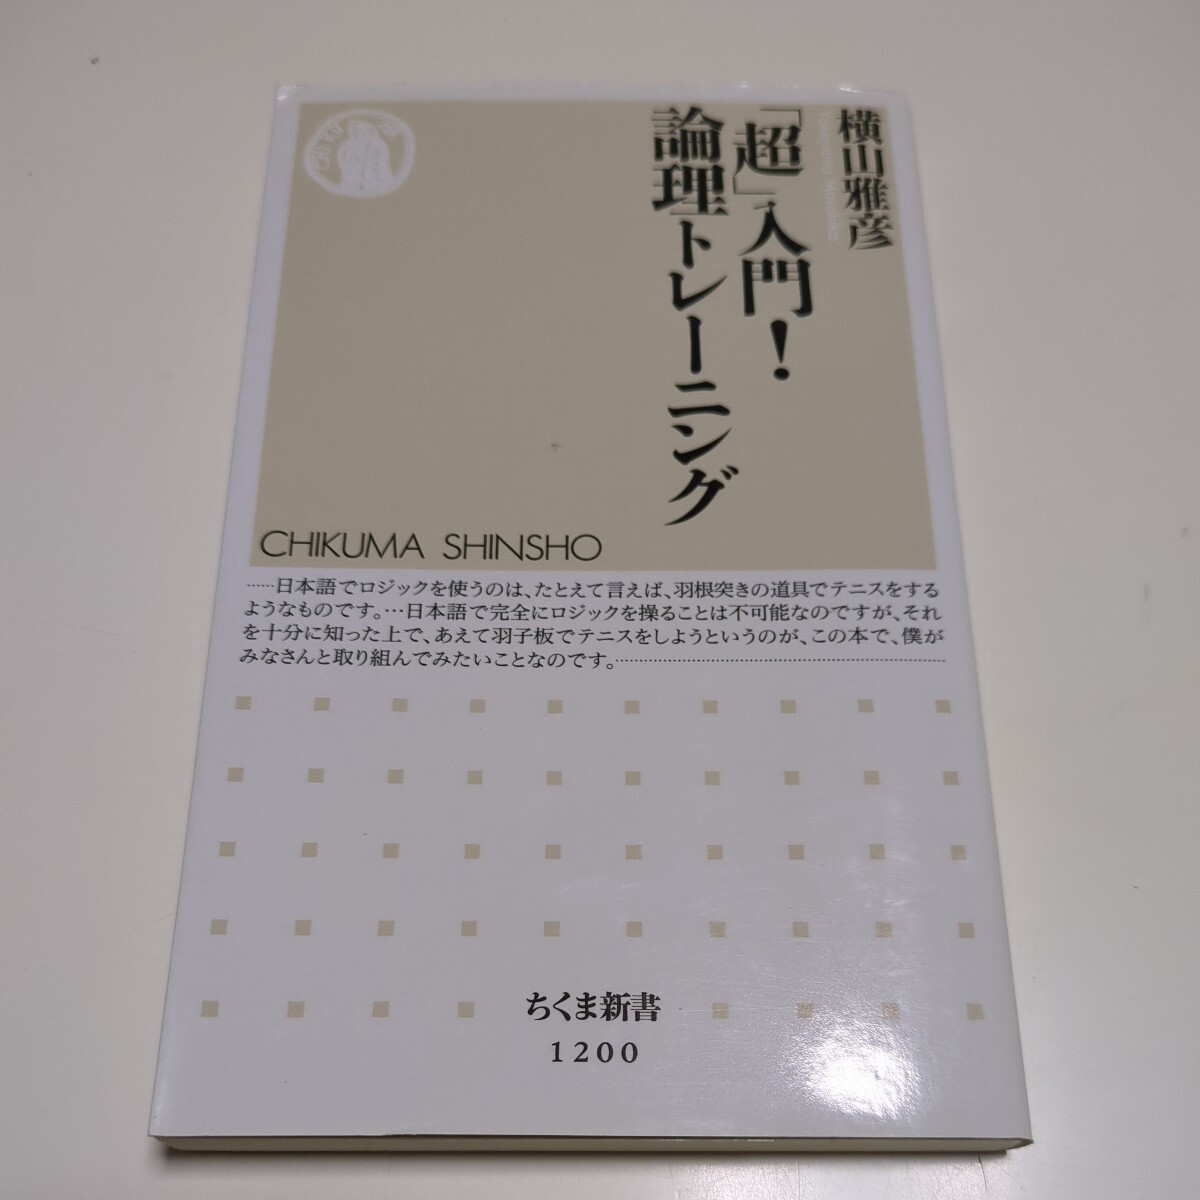 横山雅彦
「超」入門！
論理トレーニング
CHIKUMA SHINSHO
……日本語でロジックを使うのは、たとえて言えば、羽根突きの道具でテニスをする
ようなものです。…日本語で完全にロジックを操ることは不可能なのですが、それ
を十分に知った上で、あえて羽子板でテニスをしようというのが、この本で、僕が
みなさんと取り組んでみたいことなのです。……………………………………………………
ちくま新書
1200